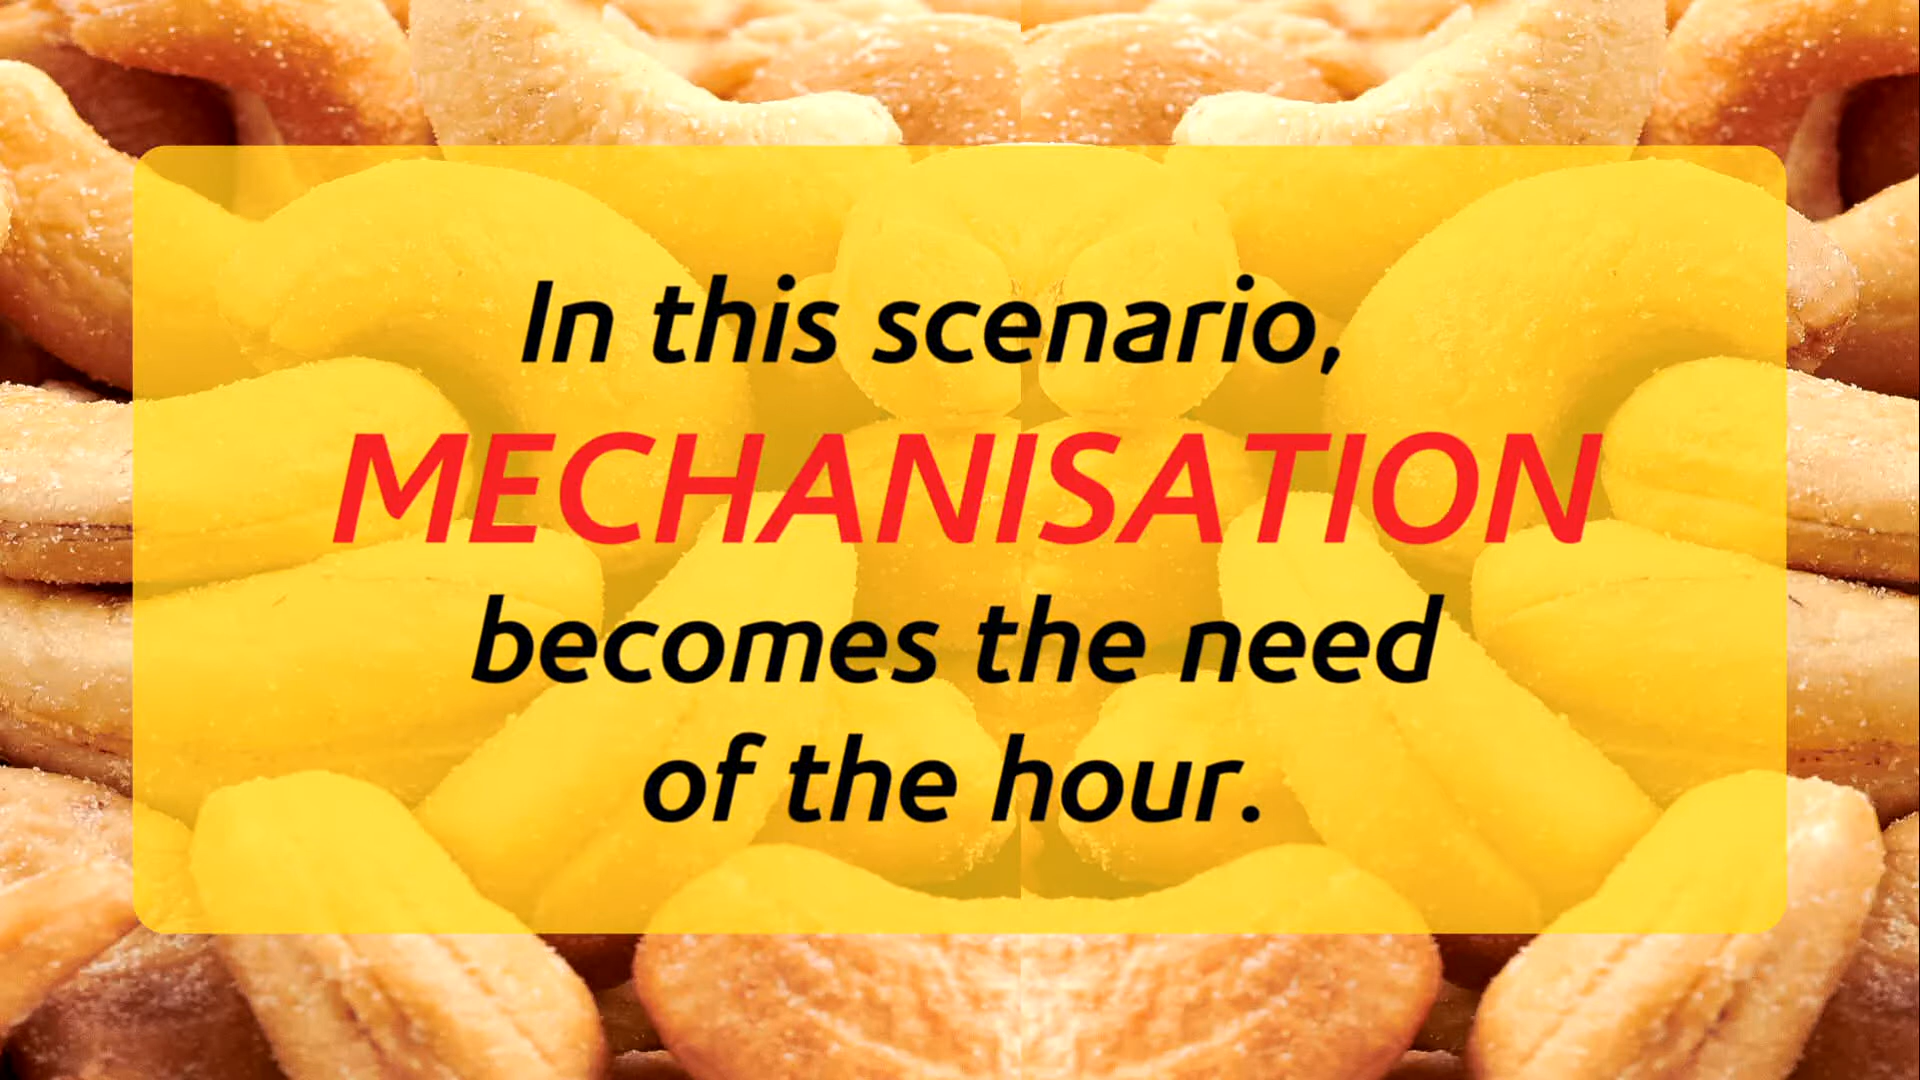 In this scenario,
MECHANISATION
becomes the need
of the hour.